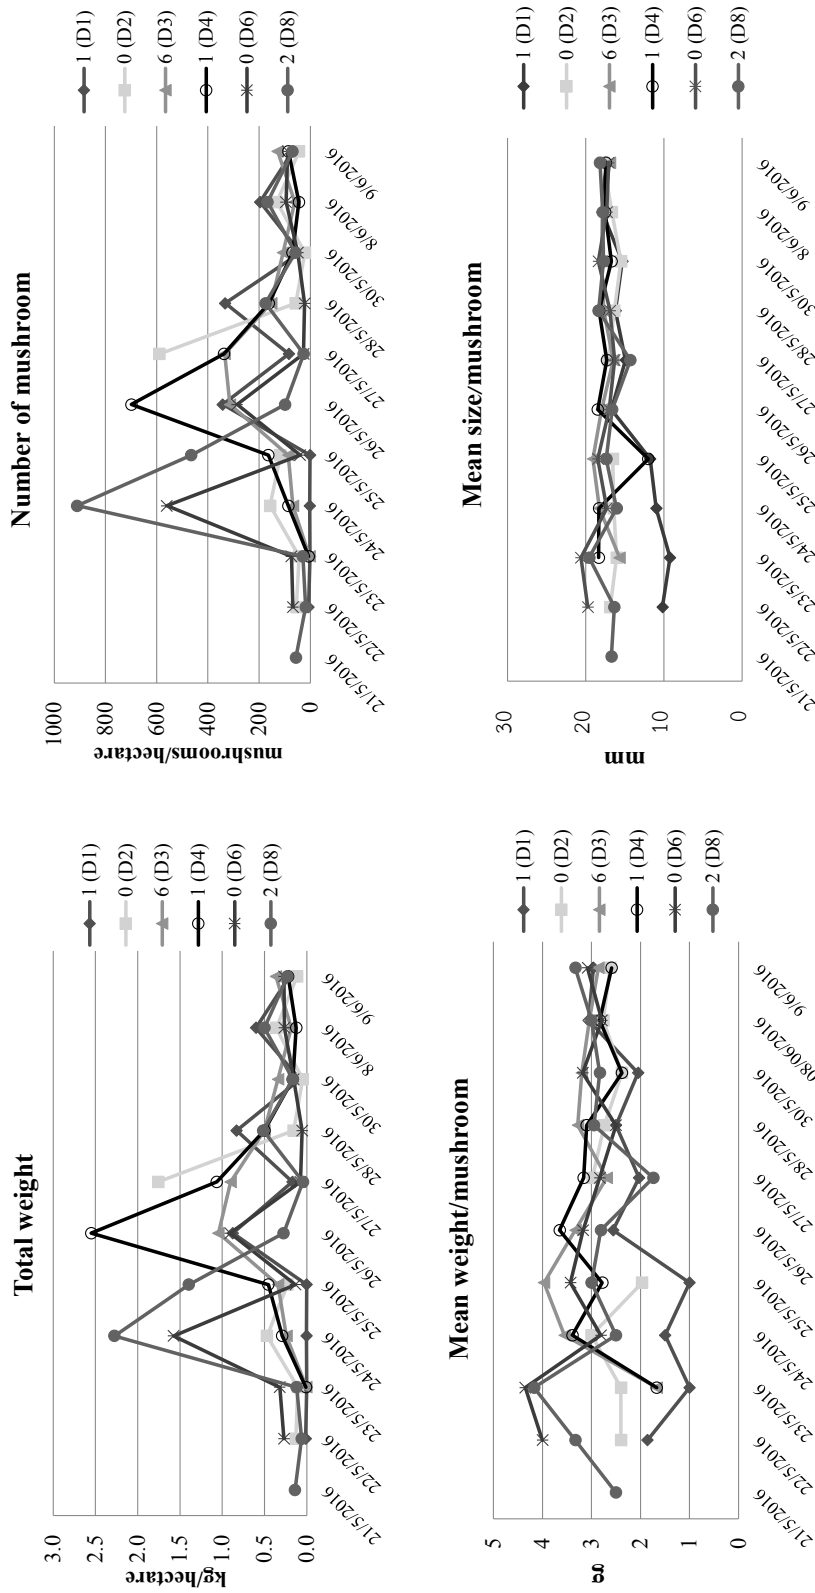 Total weight
3.0
2.5
2.0
1.5
1.0
0.5
0.0
kg/hectare
21/5/2016
22/5/2016
23/5/2016
24/5/2016
25/5/2016
26/5/2016
27/5/2016
28/5/2016
30/5/2016
8/6/2016
9/6/2016
1 (D1)
0 (D2)
6 (D3)
1 (D4)
0 (D6)
2 (D8)
Number of mushroom
1000
800
600
400
200
0
mushrooms/hectare
21/5/2016
22/5/2016
23/5/2016
24/5/2016
25/5/2016
26/5/2016
27/5/2016
28/5/2016
30/5/2016
8/6/2016
9/6/2016
1 (D1)
0 (D2)
6 (D3)
1 (D4)
0 (D6)
2 (D8)
Mean weight/mushroom
5
4
3
2
1
0
g
21/5/2016
22/5/2016
23/5/2016
24/5/2016
25/5/2016
26/5/2016
27/5/2016
28/5/2016
30/5/2016
08/06/2016
9/6/2016
1 (D1)
0 (D2)
6 (D3)
1 (D4)
0 (D6)
2 (D8)
Mean size/mushroom
30
20
10
0
mm
21/5/2016
22/5/2016
23/5/2016
24/5/2016
25/5/2016
26/5/2016
27/5/2016
28/5/2016
30/5/2016
8/6/2016
9/6/2016
1 (D1)
0 (D2)
6 (D3)
1 (D4)
0 (D6)
2 (D8)